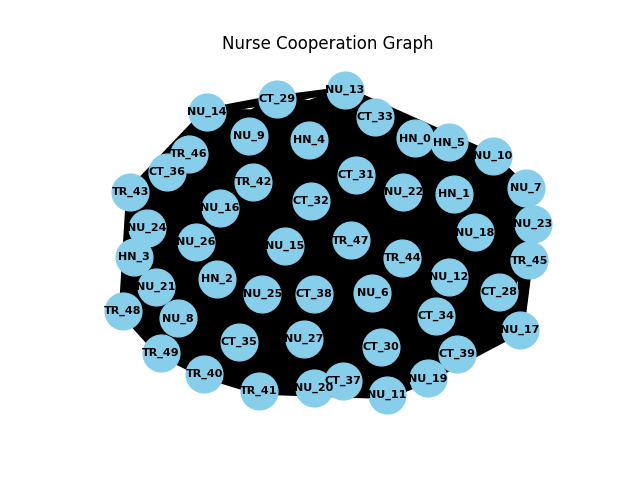 Nurse Cooperation Graph
NU_13
CT_29
NU_14
CT_33
NU_9
HN_4
HN_0
HN_5
TR_46
NU_10
CT_36
CT_31
TR_42
NU_7
TR_43
NU_22
HN_1
CT_32
NU_16
NU_23
NU_24
NU_18
TR_47
NU_26
NU_15
HN_3
TR_44
TR_45
NU_12
HN_2
NU_21
CT_28
NU_6
NU_25
CT_38
TR_48
CT_34
NU_8
NU_17
NU_27
CT_35
CT_30
TR_49
CT_39
TR_40
NU_19
CT_37
NU_20
TR_41
NU_11